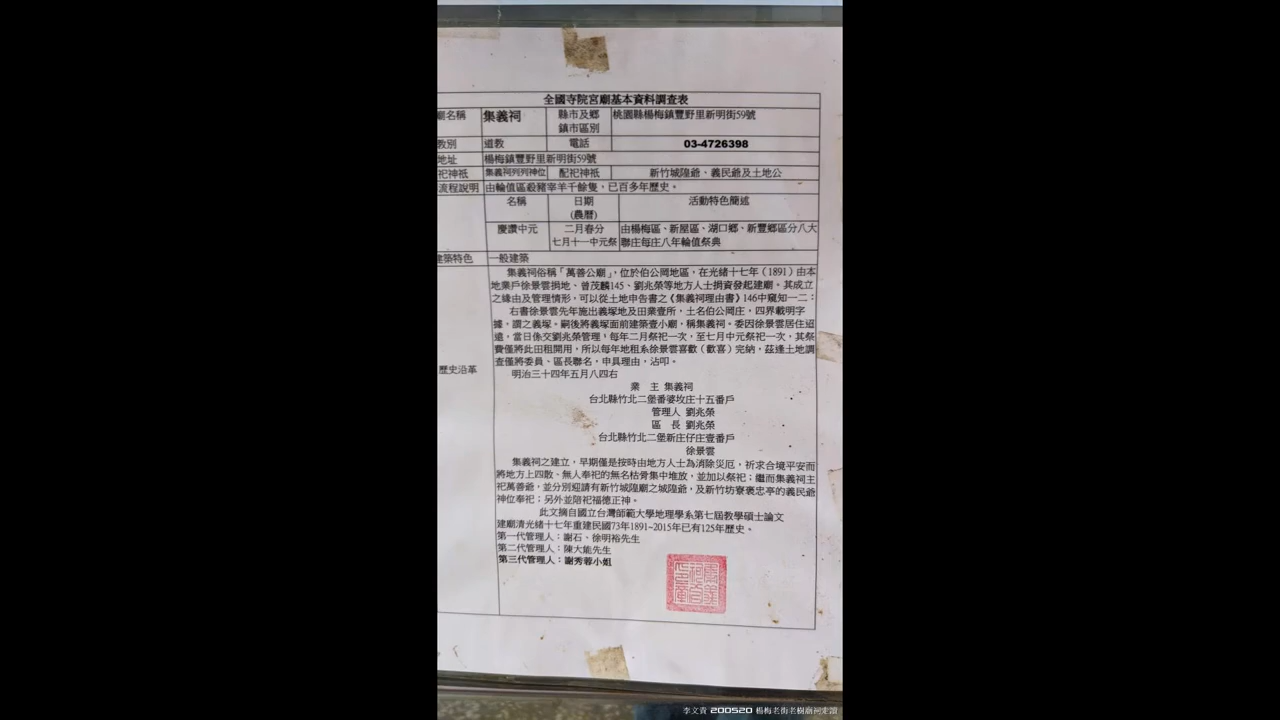 全國寺院宮廟基本資料調查表
廟名稱 集義祠 縣市及鄉鎮市區別 桃園縣楊梅鎮豐野里新明街59號
教別 道教 電話 03-4726398
地址 楊梅鎮豐野里新明街59號
祀神祇 集義祠列列神位 配祀神祇 新竹城隍爺、義民爺及土地公
流程說明 由輪值區殺豬宰羊千餘隻,已百多年歷史。
名稱 日期 活動特色簡述
(農曆)
慶讚中元 二月春分 由楊梅區、新屋區、湖口鄉、新豐鄉區分八大
七月十一中元祭 聯庄每庄八年輪值祭典
建築特色 一般建築
歷史沿革
集義祠俗稱「萬善公廟」,位於伯公岡地區,在光緒十七年(1891)由本
地業戶徐景雲捐地、曾茂麟145、劉兆榮等地方人士捐資發起建廟。其成立
之緣由及管理情形,可以從土地申告書之《集義祠理由書》146中窺知一二:
右書徐景雲先年施出義塚地及田業壹所,土名伯公岡庄,四界載明字
據,謂之義塚。嗣後將義塚面前建築壹小廟,稱集義祠。委因徐景雲居住迢
遠,當日係交劉兆榮管理,每年二月祭祀一次,至七月中元祭祀一次,其祭
費僅將此田租開用,所以每年地租系徐景雲喜歡(歡喜)完納,茲逢土地調
查僅將委員、區長聯名,申具理由,沾叩。
明治三十四年五月八四右
業 主 集義祠
台北縣竹北二堡番婆坟庄十五番戶
管理人 劉兆榮
區 長 劉兆榮
台北縣竹北二堡新庄仔庄壹番戶
徐景雲
集義祠之建立,早期僅是按時由地方人士為消除災厄,祈求合境平安而
將地方上四散、無人奉祀的無名枯骨集中堆放,並加以祭祀;繼而集義祠主
祀萬善爺,並分別迎請有新竹城隍廟之城隍爺,及新竹坊寮褒忠亭的義民爺
神位奉祀;另外並陪祀福德正神。
此文摘自國立台灣師範大學地理學系第七屆教學碩士論文
建廟清光緒十七年重建民國73年1891~2015年已有125年歷史。
第一代管理人:謝石、徐明裕先生
第二代管理人:陳大能先生
第三代管理人:謝秀蓉小姐
李文貴 200520 楊梅老街老樹廟祠走讀